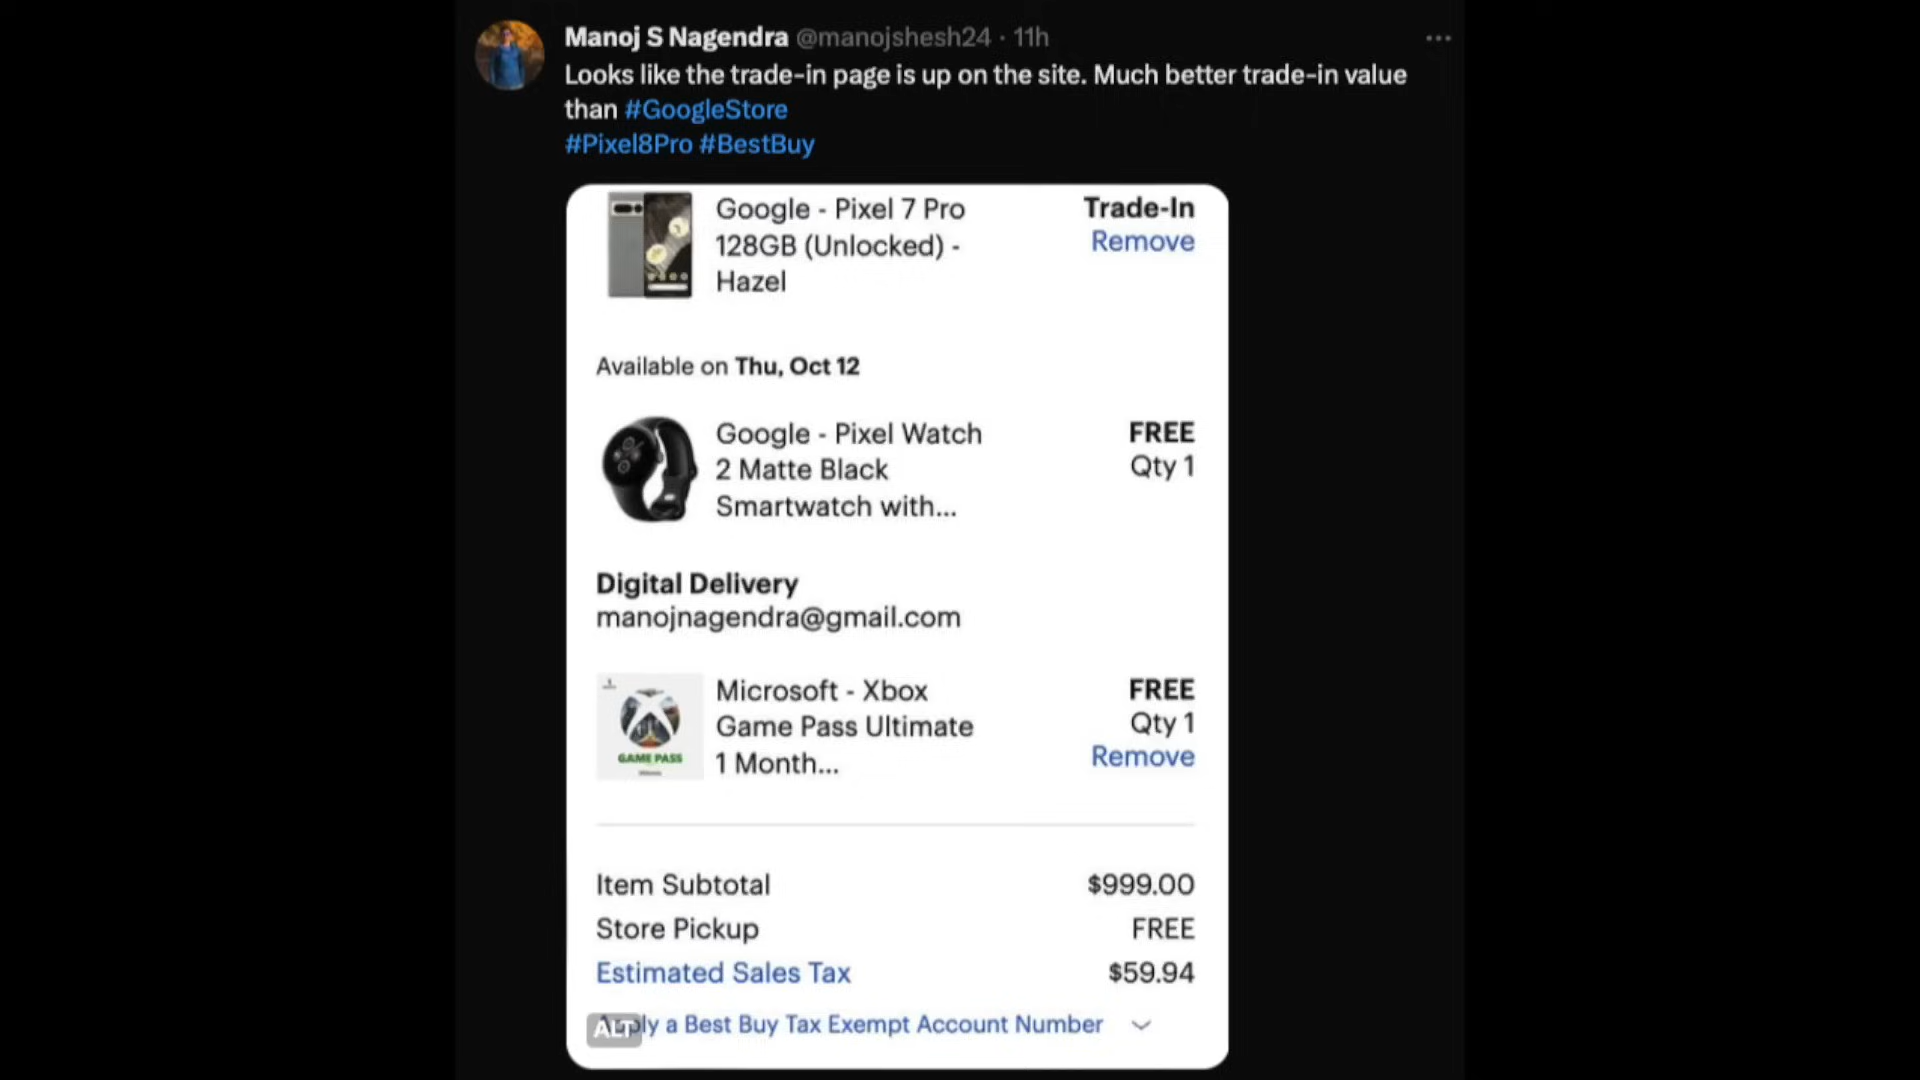 Manoj S Nagendra @manojshesh24 · 11h
Looks like the trade-in page is up on the site. Much better trade-in value
than #GoogleStore
#Pixel8Pro #BestBuy
Google - Pixel 7 Pro
128GB (Unlocked) -
Hazel
Trade-In
Remove
Available on Thu, Oct 12
Google - Pixel Watch
2 Matte Black
Smartwatch with...
FREE
Qty 1
Digital Delivery
manojnagendra@gmail.com
GAME PASS
Microsoft - Xbox
Game Pass Ultimate
1 Month...
FREE
Qty 1
Remove
Item Subtotal $999.00
Store Pickup FREE
Estimated Sales Tax $59.94
ALT
a Best Buy Tax Exempt Account Number